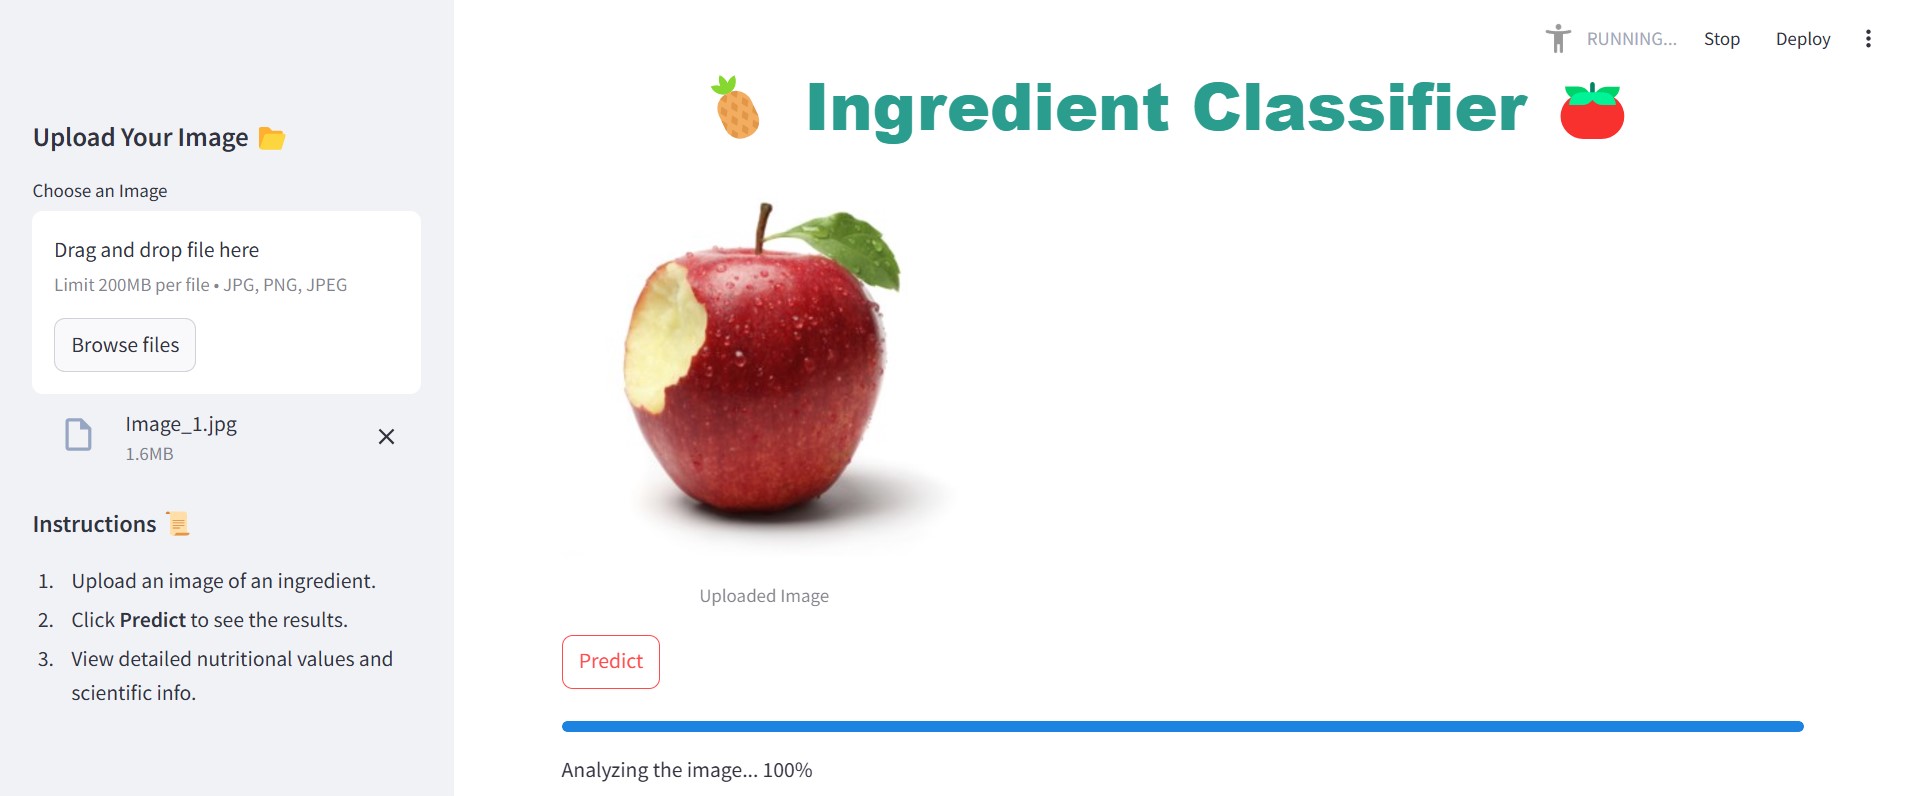 RUNNING...
Stop
Deploy
Ingredient Classifier
Upload Your Image
Choose an Image
Drag and drop file here
Limit 200MB per file • JPG, PNG, JPEG
Browse files
Image_1.jpg
1.6MB
Instructions
1. Upload an image of an ingredient.
2. Click Predict to see the results.
3. View detailed nutritional values and
scientific info.
Uploaded Image
Predict
Analyzing the image... 100%